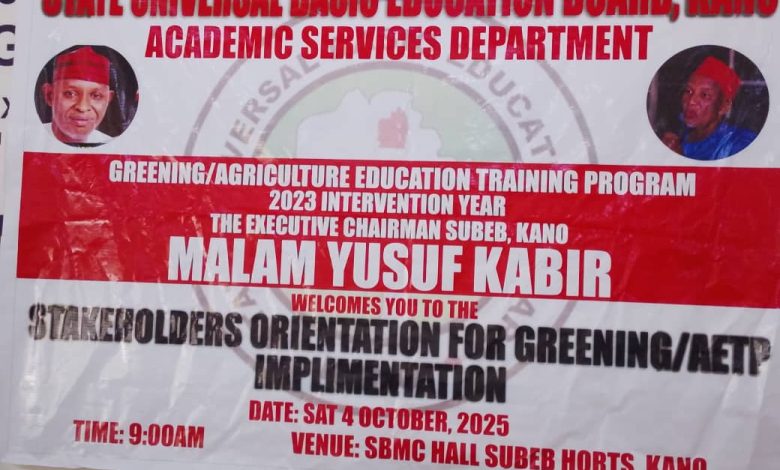 STATE UNIVERSAL BASIC EDUCATION BOARD, KANO
ACADEMIC SERVICES DEPARTMENT
GREENING/AGRICULTURE EDUCATION TRAINING PROGRAM
2023 INTERVENTION YEAR
THE EXECUTIVE CHAIRMAN SUBEB, KANO
MALAM YUSUF KABIR
WELCOMES YOU TO THE
STAKEHOLDERS ORIENTATION FOR GREENING/AETP
IMPLIMENTATION
DATE: SAT 4 OCTOBER, 2025
TIME: 9:00AM
VENUE: SBMC HALL SUBEB HQRTS, KANO